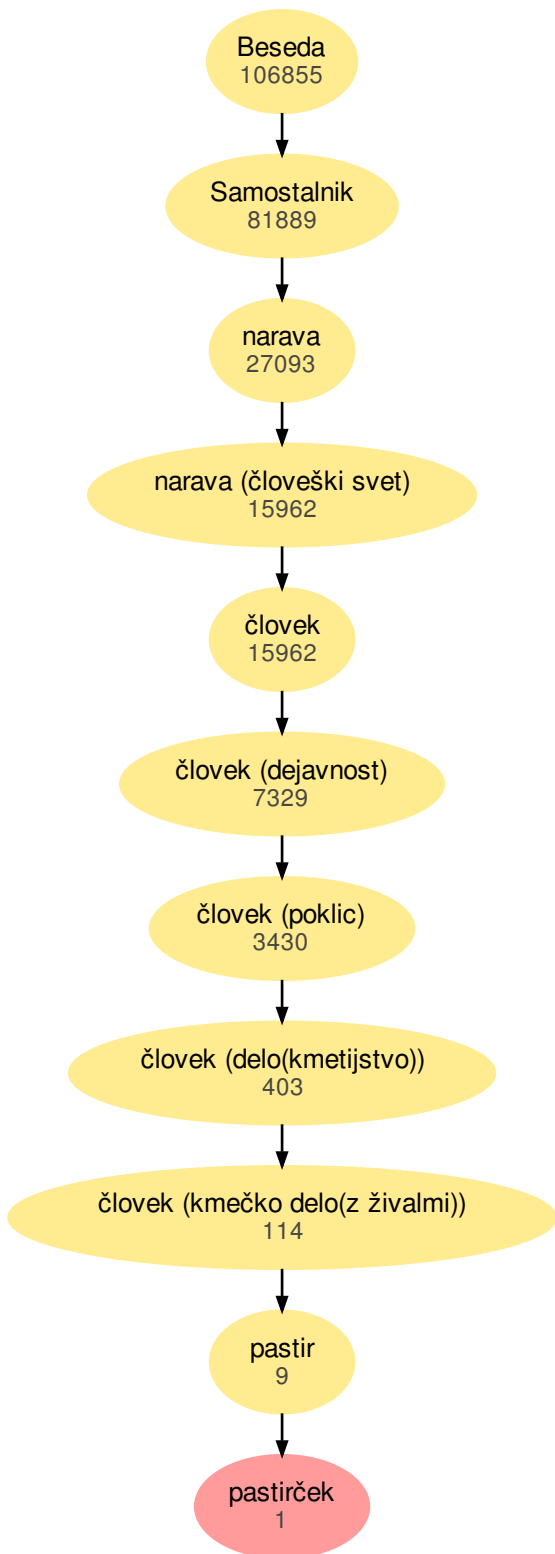 Beseda
106855
Samostalnik
81889
narava
27093
narava (človeški svet)
15962
človek
15962
človek (dejavnost)
7329
človek (poklic)
3430
človek (delo(kmetijstvo))
403
človek (kmečko delo(z živalmi))
114
pastir
9
pastirček
1